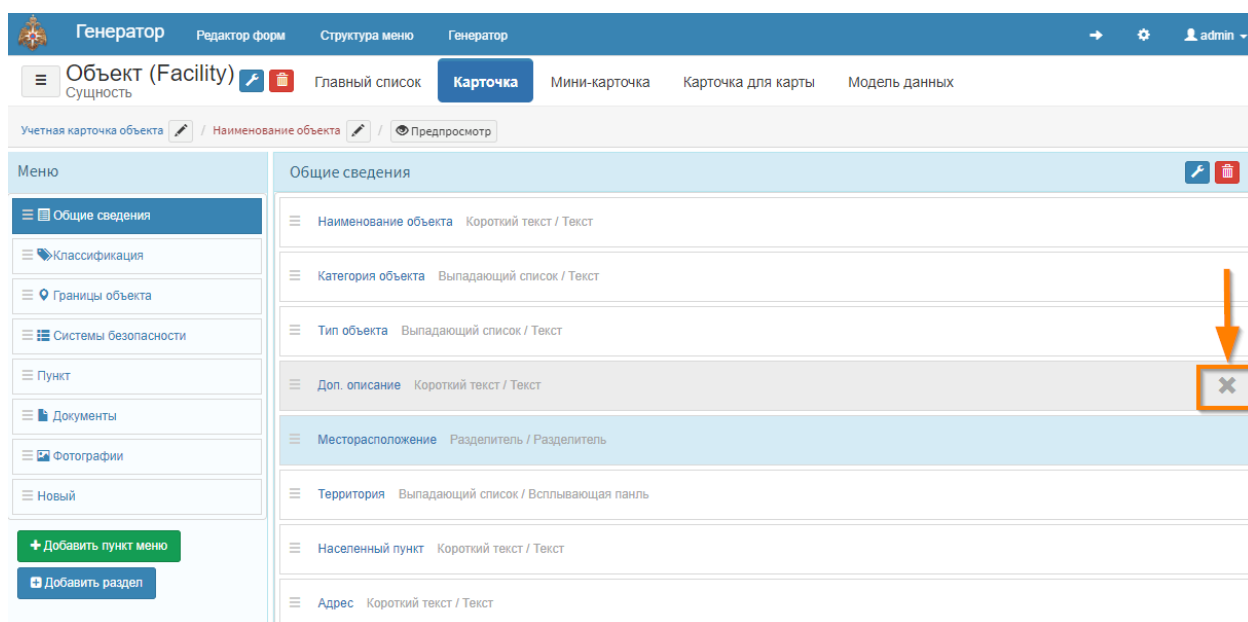 Генератор Редактор форм Структура меню Генератор admin
Объект (Facility) Главный список Карточка Мини-карточка Карточка для карты Модель данных
Сущность
Учетная карточка объекта / Наименование объекта / Предпросмотр
Меню
Общие сведения
Классификация
Границы объекта
Системы безопасности
Пункт
Документы
Фотографии
Новый
Добавить пункт меню
Добавить раздел
Общие сведения
Наименование объекта Короткий текст / Текст
Категория объекта Выпадающий список / Текст
Тип объекта Выпадающий список / Текст
Доп. описание Короткий текст / Текст
Месторасположение Разделитель / Разделитель
Территория Выпадающий список / Всплывающая панль
Населенный пункт Короткий текст / Текст
Адрес Короткий текст / Текст